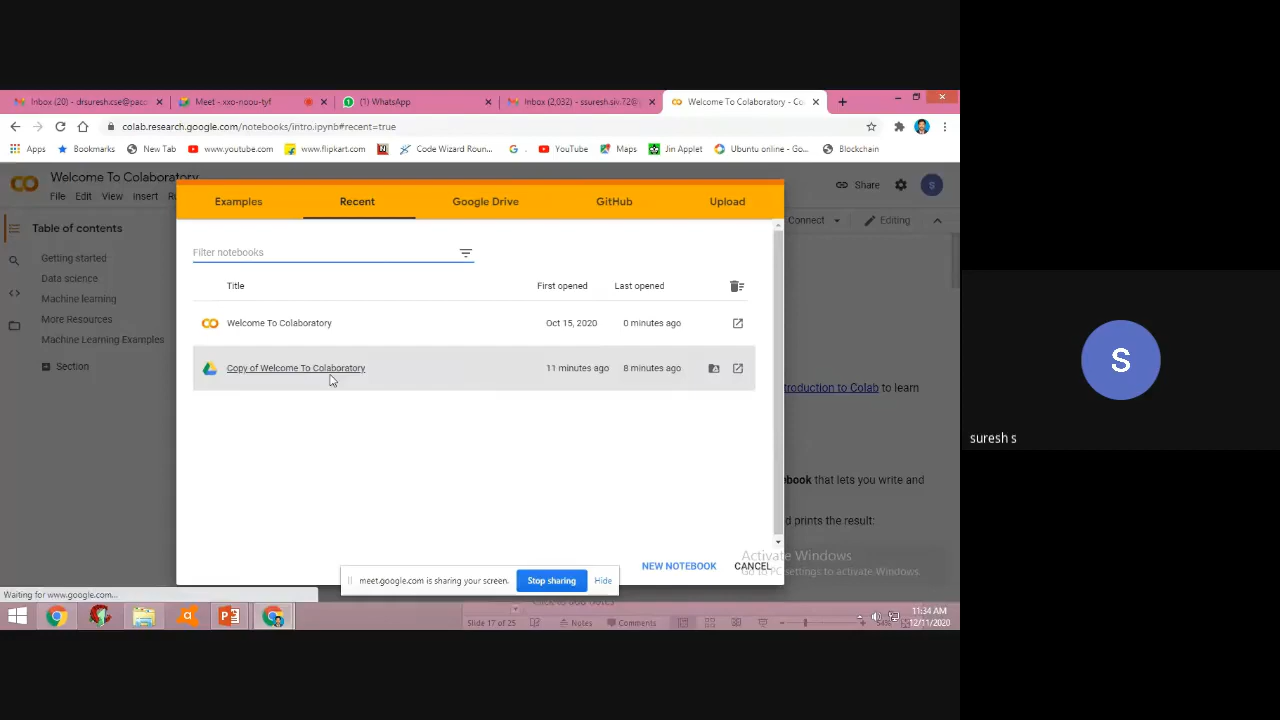 Inbox (20) - drsuresh.cse@pac
Meet - xxo-noou-tyf
(1) WhatsApp
Inbox (2,032) - ssuresh.siv.72@
Welcome To Colaboratory - Co
colab.research.google.com/notebooks/intro.ipynb#recent=true
Apps
Bookmarks
New Tab
www.youtube.com
www.flipkart.com
Code Wizard Roun...
YouTube
Maps
Jin Applet
Ubuntu online - Go...
Blockchain
Welcome To Colaboratory
File Edit View Insert Ru
Share
S
Connect
Editing
Table of contents
Getting started
Data science
Machine learning
More Resources
Machine Learning Examples
Section
Examples
Recent
Google Drive
GitHub
Upload
Filter notebooks
Title First opened Last opened
Welcome To Colaboratory Oct 15, 2020 0 minutes ago
Copy of Welcome To Colaboratory 11 minutes ago 8 minutes ago
troduction to Colab to learn
ebook that lets you write and
d prints the result:
NEW NOTEBOOK CANCEL
Activate Windows
Go to PC settings to activate Windows.
meet.google.com is sharing your screen. Stop sharing Hide
Waiting for www.google.com...
Slide 17 of 25 Notes Comments
11:34 AM
12/11/2020
S
suresh s